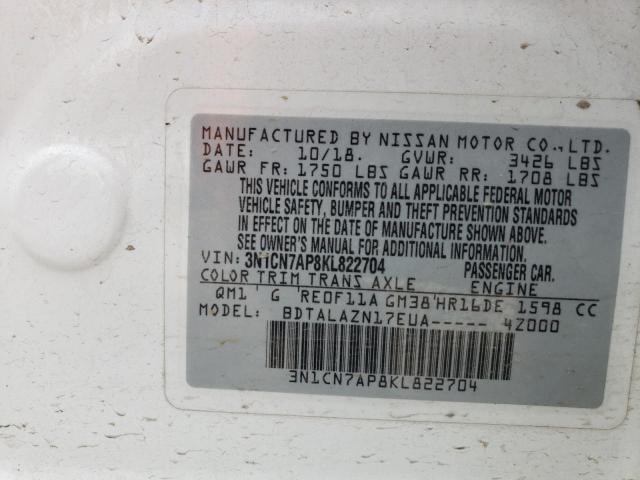 MANUFACTURED BY NISSAN MOTOR CO., LTD.
DATE: 10/18. GVWR: 3426 LBS
GAWR FR: 1750 LBS GAWR RR: 1708 LBS
THIS VEHICLE CONFORMS TO ALL APPLICABLE FEDERAL MOTOR
VEHICLE SAFETY, BUMPER AND THEFT PREVENTION STANDARDS
IN EFFECT ON THE DATE OF MANUFACTURE SHOWN ABOVE.
SEE OWNER'S MANUAL FOR ADDITIONAL INFORMATION.
VIN: 3N1CN7AP8KL822704 PASSENGER CAR.
COLOR TRIM TRANS AXLE ENGINE
QM1 ' G ' RE0F11A GM38'HR16DE 1598 CC
MODEL: BDTALAZN17EUA----- 4Z000
3N1CN7AP8KL822704